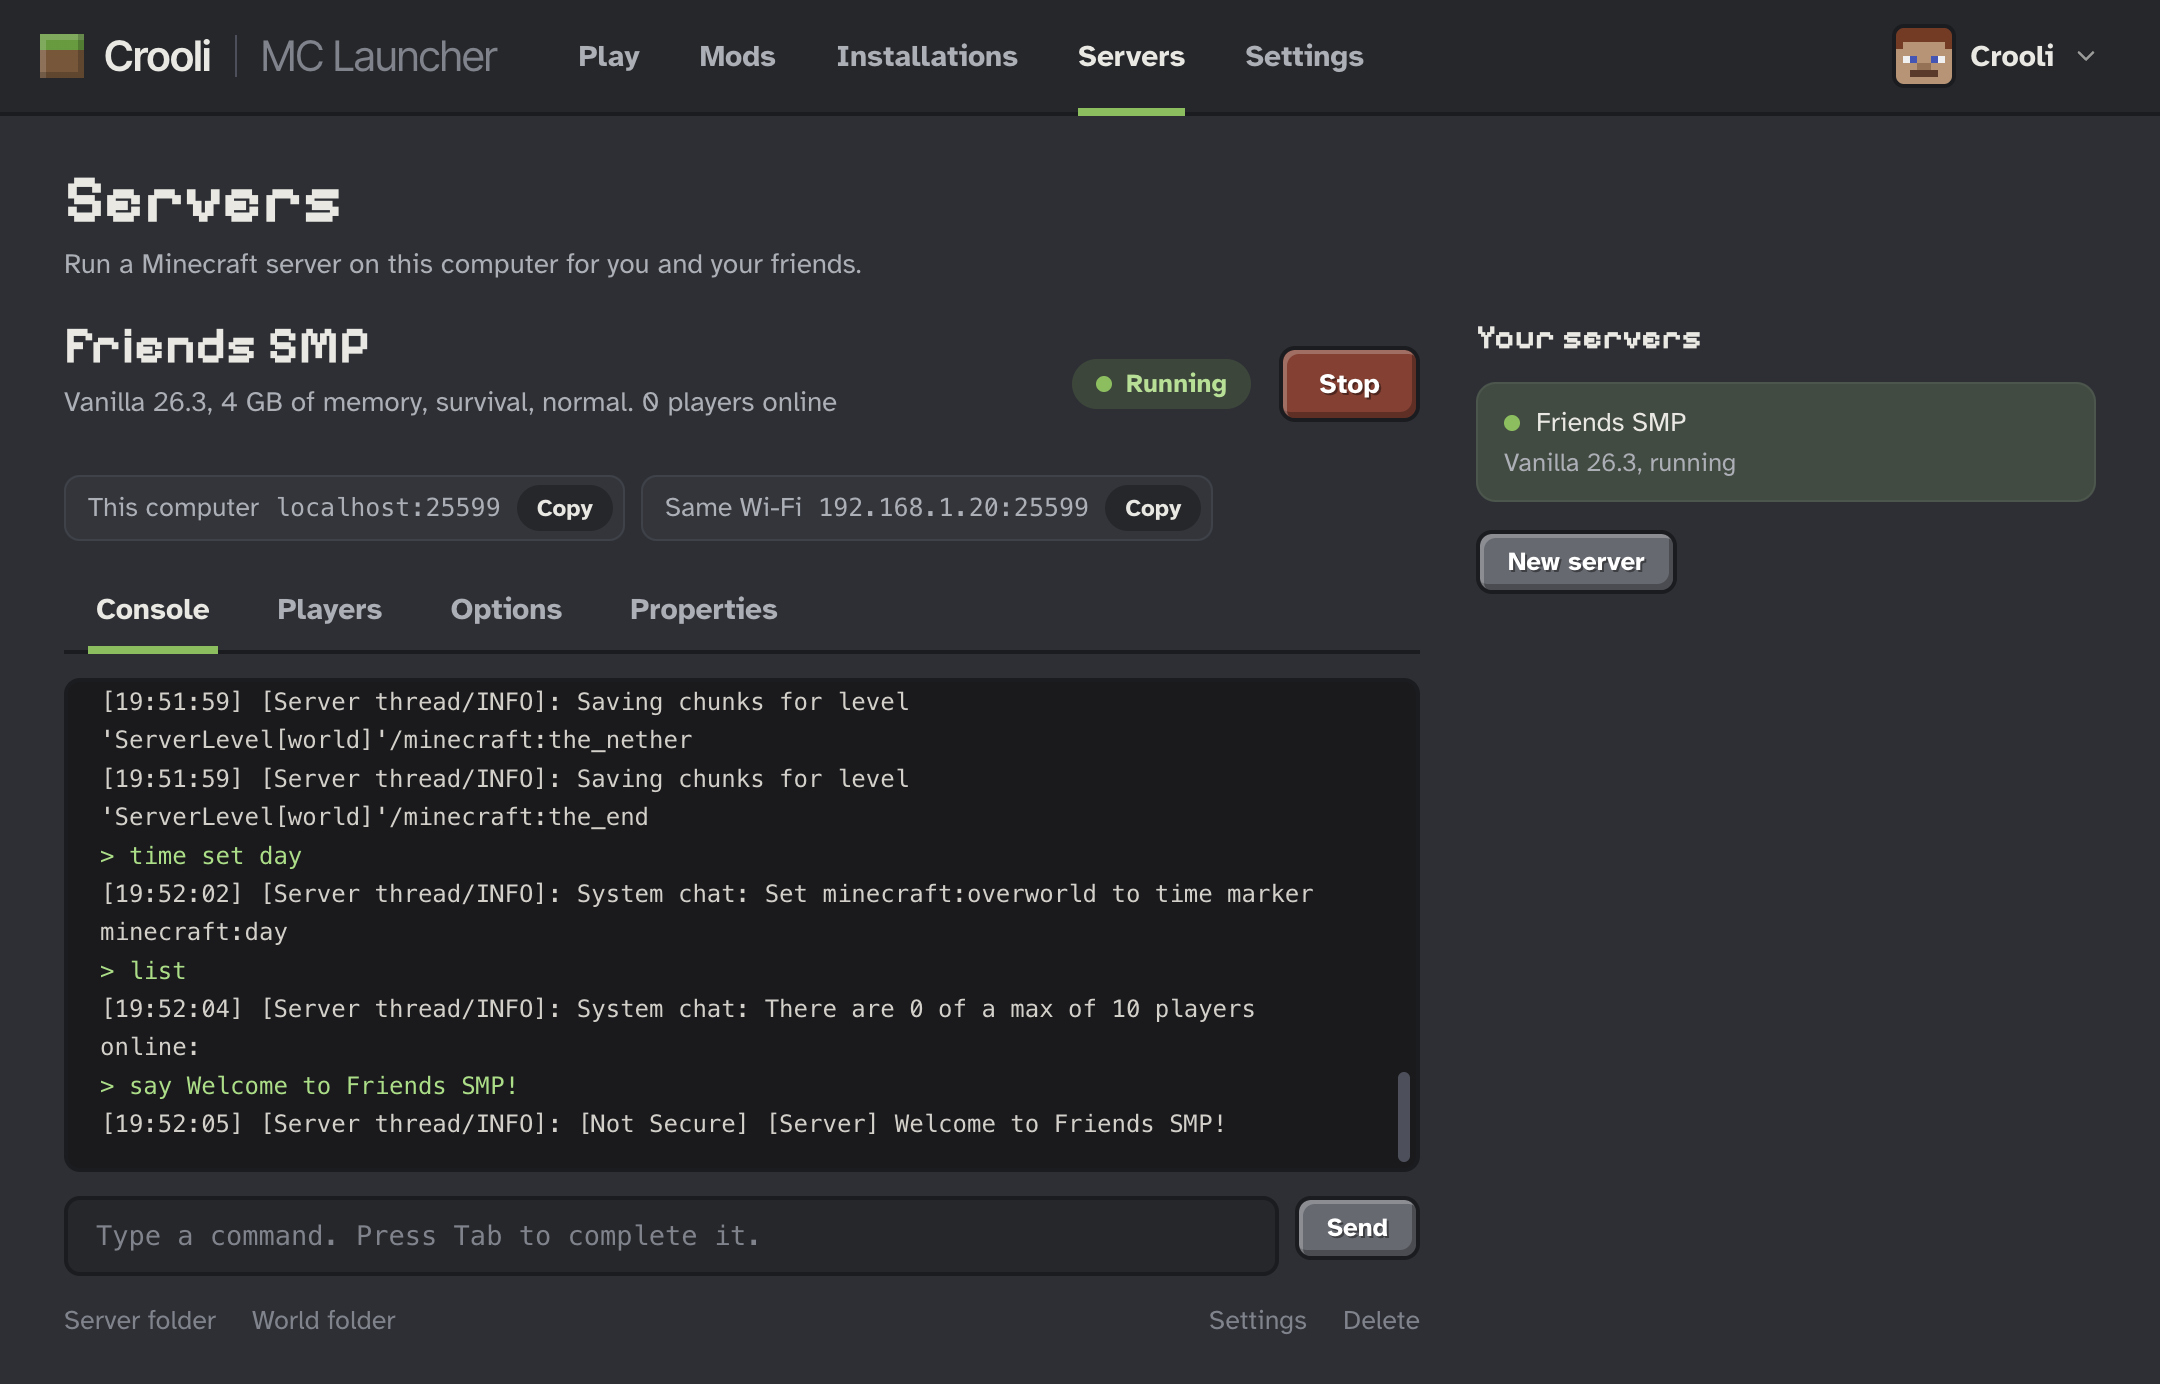 Crooli | MC Launcher Play Mods Installations Servers Settings Crooli
Servers
Run a Minecraft server on this computer for you and your friends.
Friends SMP
Vanilla 26.3, 4 GB of memory, survival, normal. 0 players online
Running
Stop
This computer localhost:25599 Copy
Same Wi-Fi 192.168.1.20:25599 Copy
Console Players Options Properties
[19:51:59] [Server thread/INFO]: Saving chunks for level
'ServerLevel[world]'/minecraft:the_nether
[19:51:59] [Server thread/INFO]: Saving chunks for level
'ServerLevel[world]'/minecraft:the_end
> time set day
[19:52:02] [Server thread/INFO]: System chat: Set minecraft:overworld to time marker
minecraft:day
> list
[19:52:04] [Server thread/INFO]: System chat: There are 0 of a max of 10 players
online:
> say Welcome to Friends SMP!
[19:52:05] [Server thread/INFO]: [Not Secure] [Server] Welcome to Friends SMP!
Type a command. Press Tab to complete it.
Send
Server folder World folder Settings Delete
Your servers
Friends SMP
Vanilla 26.3, running
New server